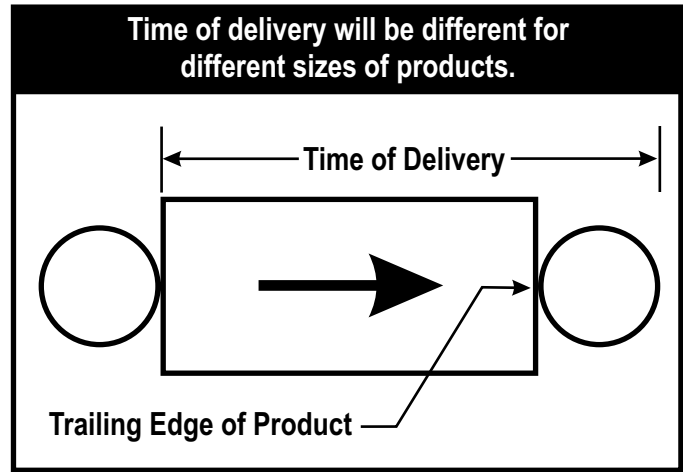 Time of delivery will be different for
different sizes of products.
Time of Delivery
Trailing Edge of Product